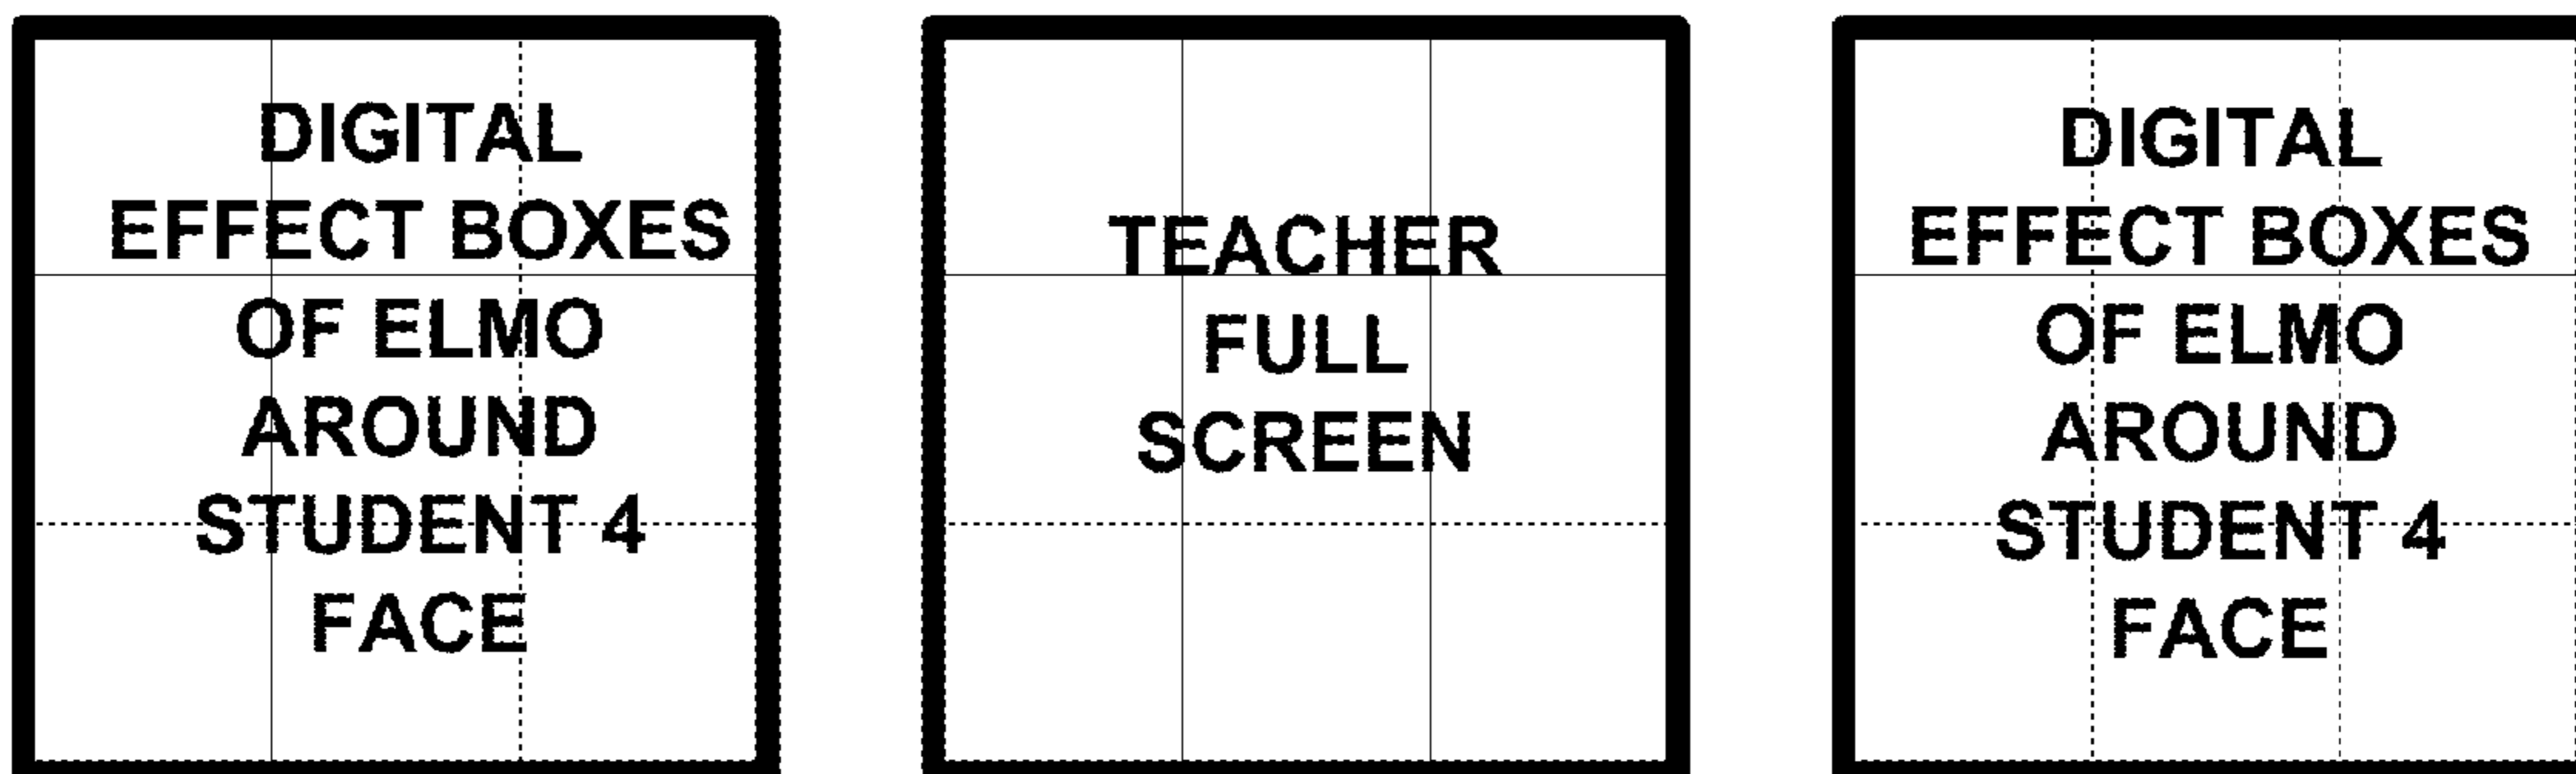 DIGITAL
EFFECT BOXES
OF ELMO
AROUND
STUDENT 4
FACE
TEACHER
FULL
SCREEN
DIGITAL
EFFECT BOXES
OF ELMO
AROUND
STUDENT 4
FACE